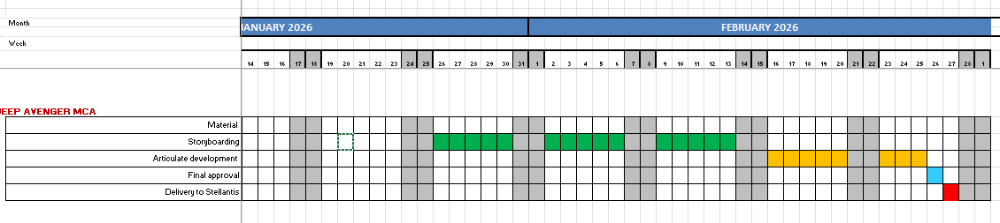 Month
JANUARY 2026 FEBRUARY 2026
Week
14 15 16 17 18 19 20 21 22 23 24 25 26 27 28 29 30 31 1 2 3 4 5 6 7 8 9 10 11 12 13 14 15 16 17 18 19 20 21 22 23 24 25 26 27 28 1
JEEP AVENGER MCA
Material
Storyboarding
Articulate development
Final approval
Delivery to Stellantis